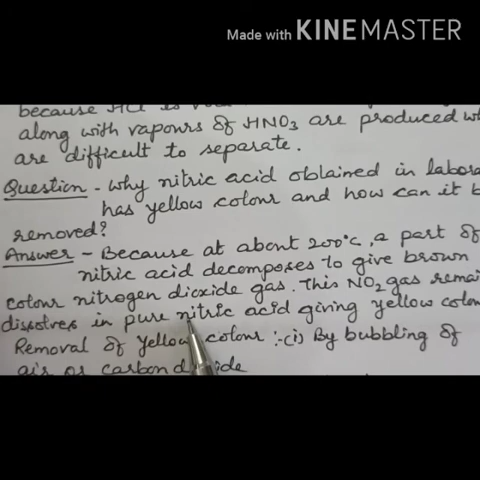 Made with KINEMASTER
because HCl is
along with vapours of HNO3 are produced
are difficult to separate.
Question - why nitric acid obtained in
has yellow colour and how can it
removed?
Answer - Because at about 200°c, a part of
nitric acid decomposes to give brown
colour nitrogen dioxide gas. This NO2 gas
dissolves in pure nitric acid giving yellow
Removal of Yellow colour :- (i) By bubbling of
air or carbon